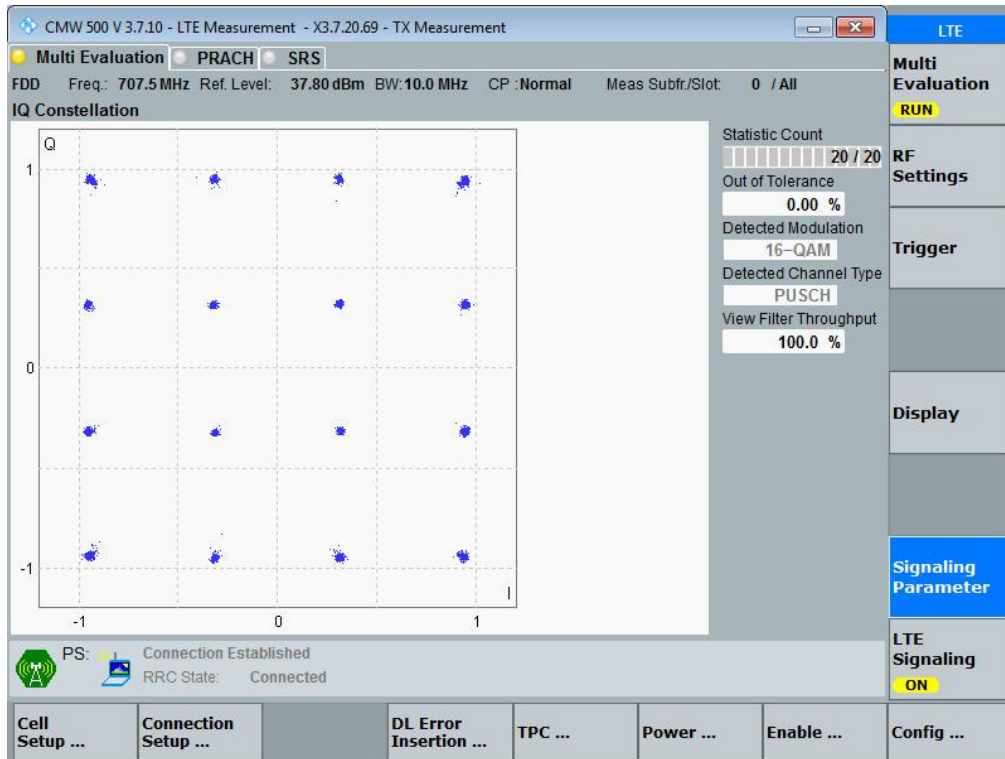 CMW 500 V 3.7.10 - LTE Measurement - X3.7.20.69 - TX Measurement
LTE
Multi Evaluation PRACH SRS
FDD Freq.: 707.5 MHz Ref. Level: 37.80 dBm BW: 10.0 MHz CP : Normal Meas Subfr./Slot: 0 / All
IQ Constellation
Q
1
0
-1
I
-1 0 1
Statistic Count
20 / 20
Out of Tolerance
0.00 %
Detected Modulation
16-QAM
Detected Channel Type
PUSCH
View Filter Throughput
100.0 %
Multi
Evaluation
RUN
RF
Settings
Trigger
Display
Signaling
Parameter
LTE
Signaling
ON
PS: Connection Established
RRC State: Connected
Cell
Setup ...
Connection
Setup ...
DL Error
Insertion ...
TPC ...
Power ...
Enable ...
Config ...